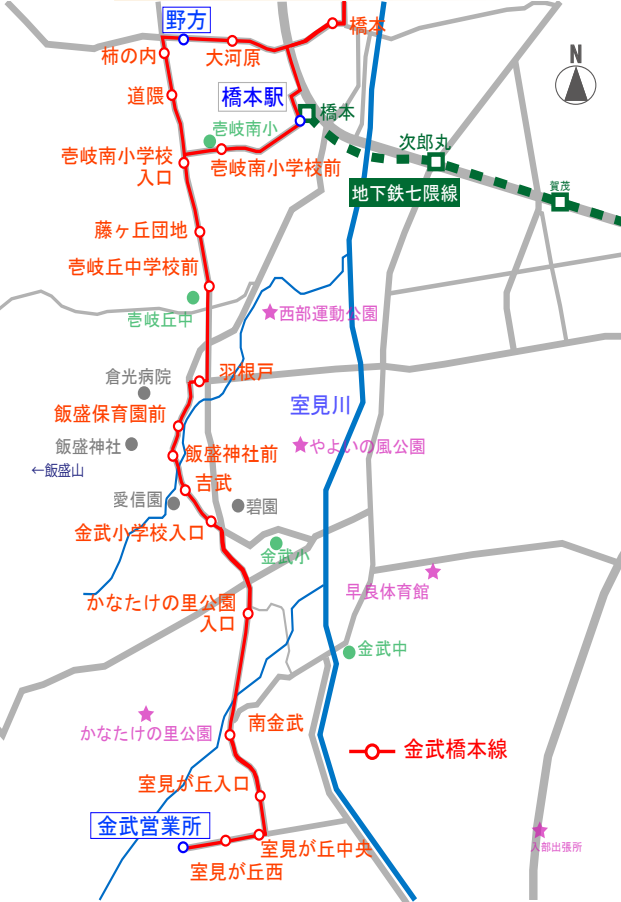 野方
橋本
柿の内
大河原
N
道隈
橋本駅
橋本
壱岐南小
次郎丸
壱岐南小学校
入口
壱岐南小学校前
地下鉄七隈線
賀茂
藤ヶ丘団地
壱岐丘中学校前
壱岐丘中
西部運動公園
倉光病院
羽根戸
飯盛保育園前
室見川
飯盛神社
飯盛神社前
やよいの風公園
←飯盛山
吉武
愛信園
碧園
金武小学校入口
金武小
早良体育館
かなたけの里公園
入口
金武中
かなたけの里公園
南金武
金武橋本線
室見が丘入口
金武営業所
室見が丘中央
室見が丘西
入部出張所